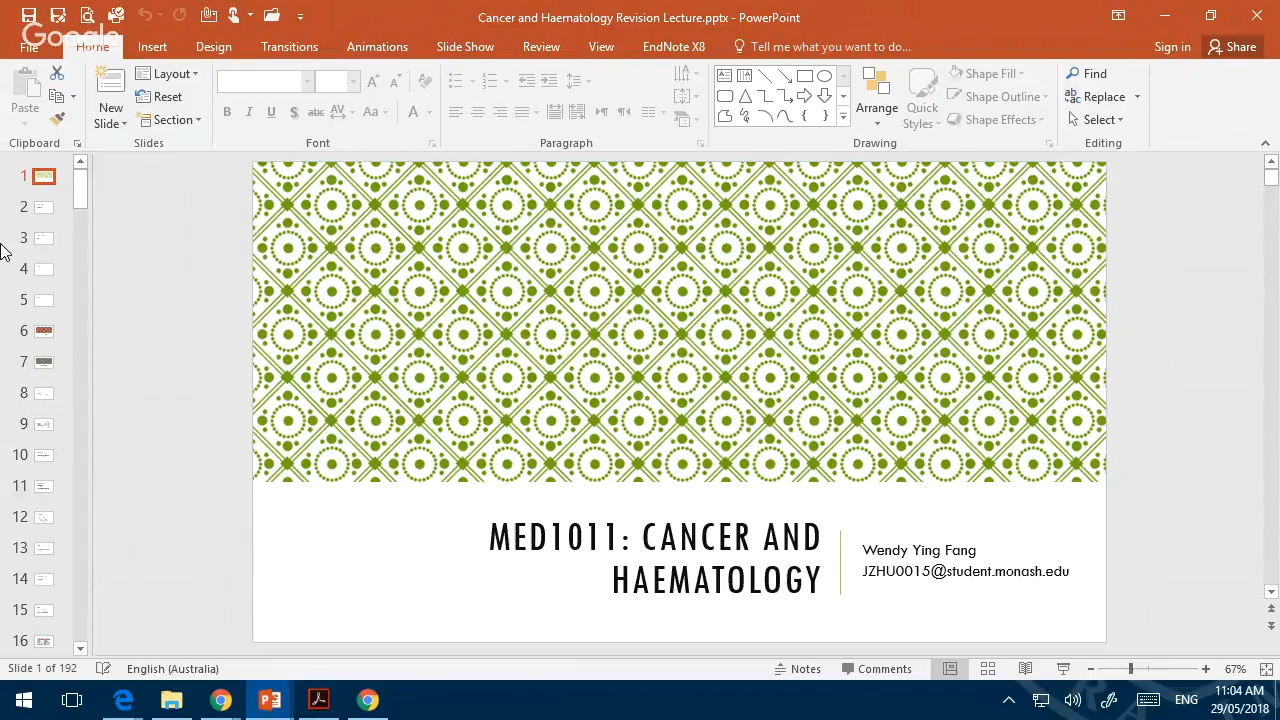 Cancer and Haematology Revision Lecture.pptx - PowerPoint
Google
File Home Insert Design Transitions Animations Slide Show Review View EndNote X8 Tell me what you want to do... Sign in Share
Paste
New Slide
Layout
Reset
Section
B I U S abc AV Aa A
Arrange
Quick Styles
Shape Fill
Shape Outline
Shape Effects
Find
Replace
Select
Clipboard Slides Font Paragraph Drawing Editing
1
2
3
4
5
6
7
8
9
10
11
12
13
14
15
16
MED1011: CANCER AND
HAEMATOLOGY
Wendy Ying Fang
JZHU0015@student.monash.edu
Slide 1 of 192 English (Australia) Notes Comments 67%
ENG
11:04 AM
29/05/2018